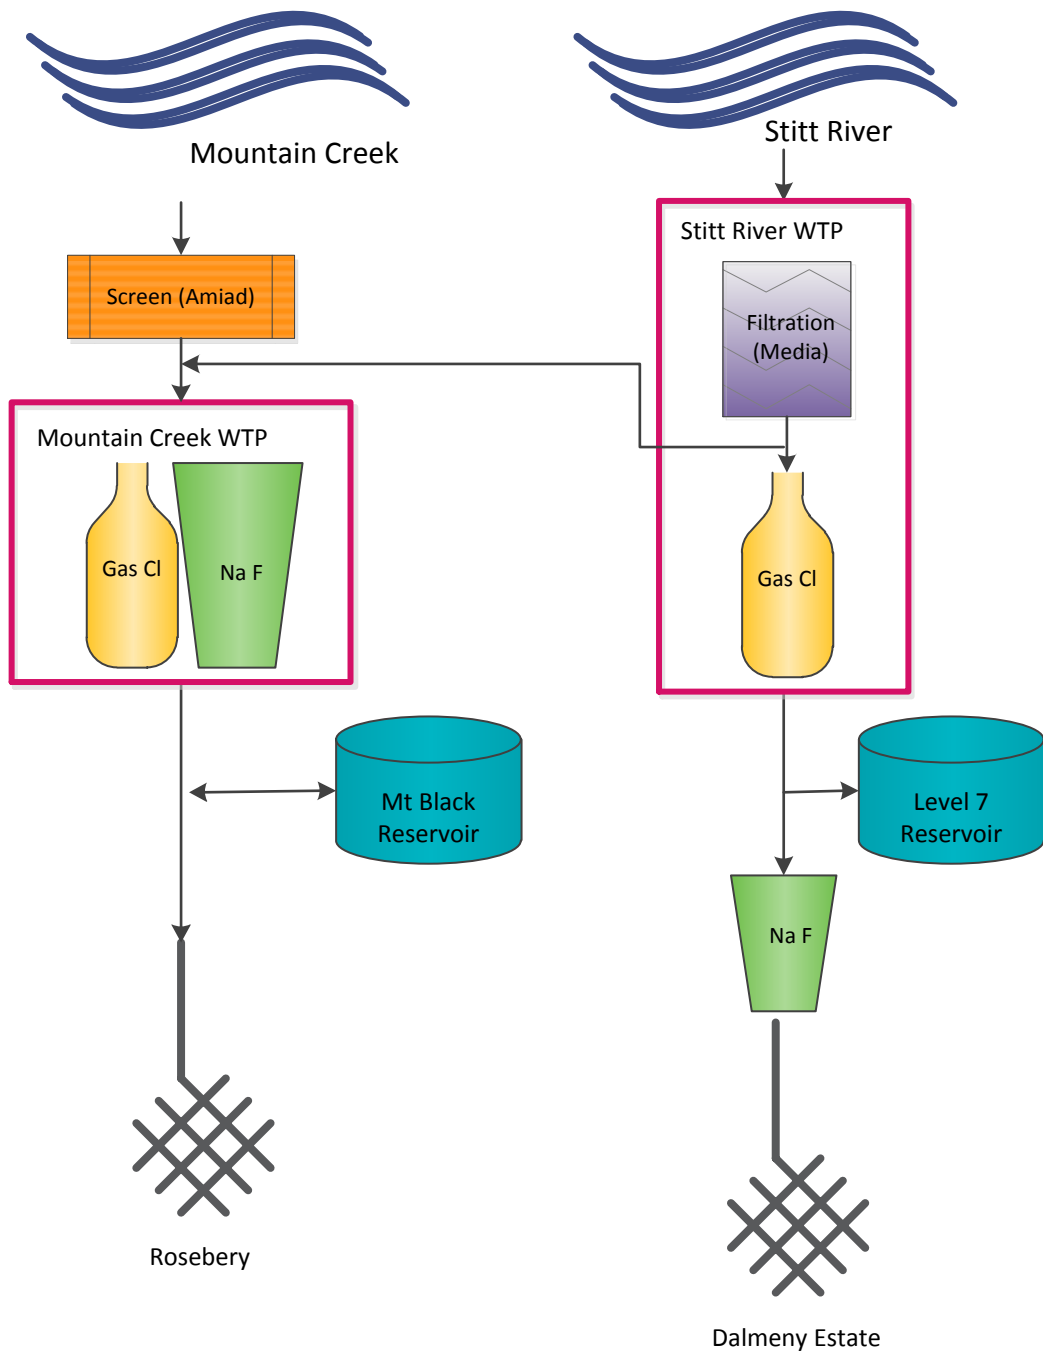 Mountain Creek
Stitt River
Stitt River WTP
Screen (Amiad)
Filtration
(Media)
Mountain Creek WTP
Gas Cl
Na F
Gas Cl
Mt Black
Reservoir
Level 7
Reservoir
Na F
Rosebery
Dalmeny Estate